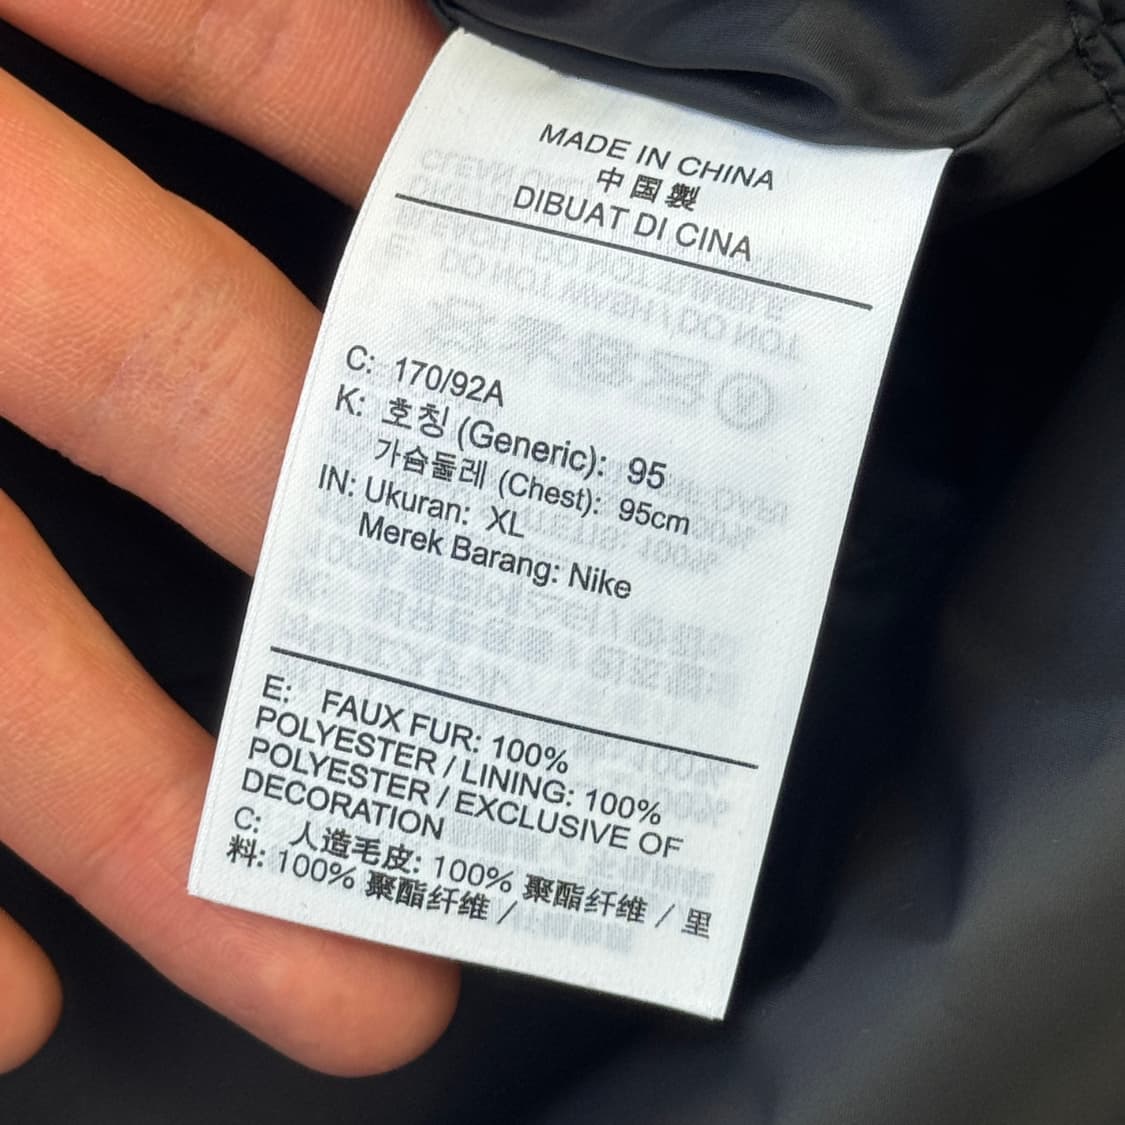 MADE IN CHINA
中国製
DIBUAT DI CINA
C: 170/92A
K: 호칭 (Generic): 95
가슴둘레 (Chest): 95cm
IN: Ukuran: XL
Merek Barang: Nike
E: FAUX FUR: 100%
POLYESTER / LINING: 100%
POLYESTER / EXCLUSIVE OF
DECORATION
C: 人造毛皮: 100% 聚酯纤维 / 里
料: 100% 聚酯纤维 /